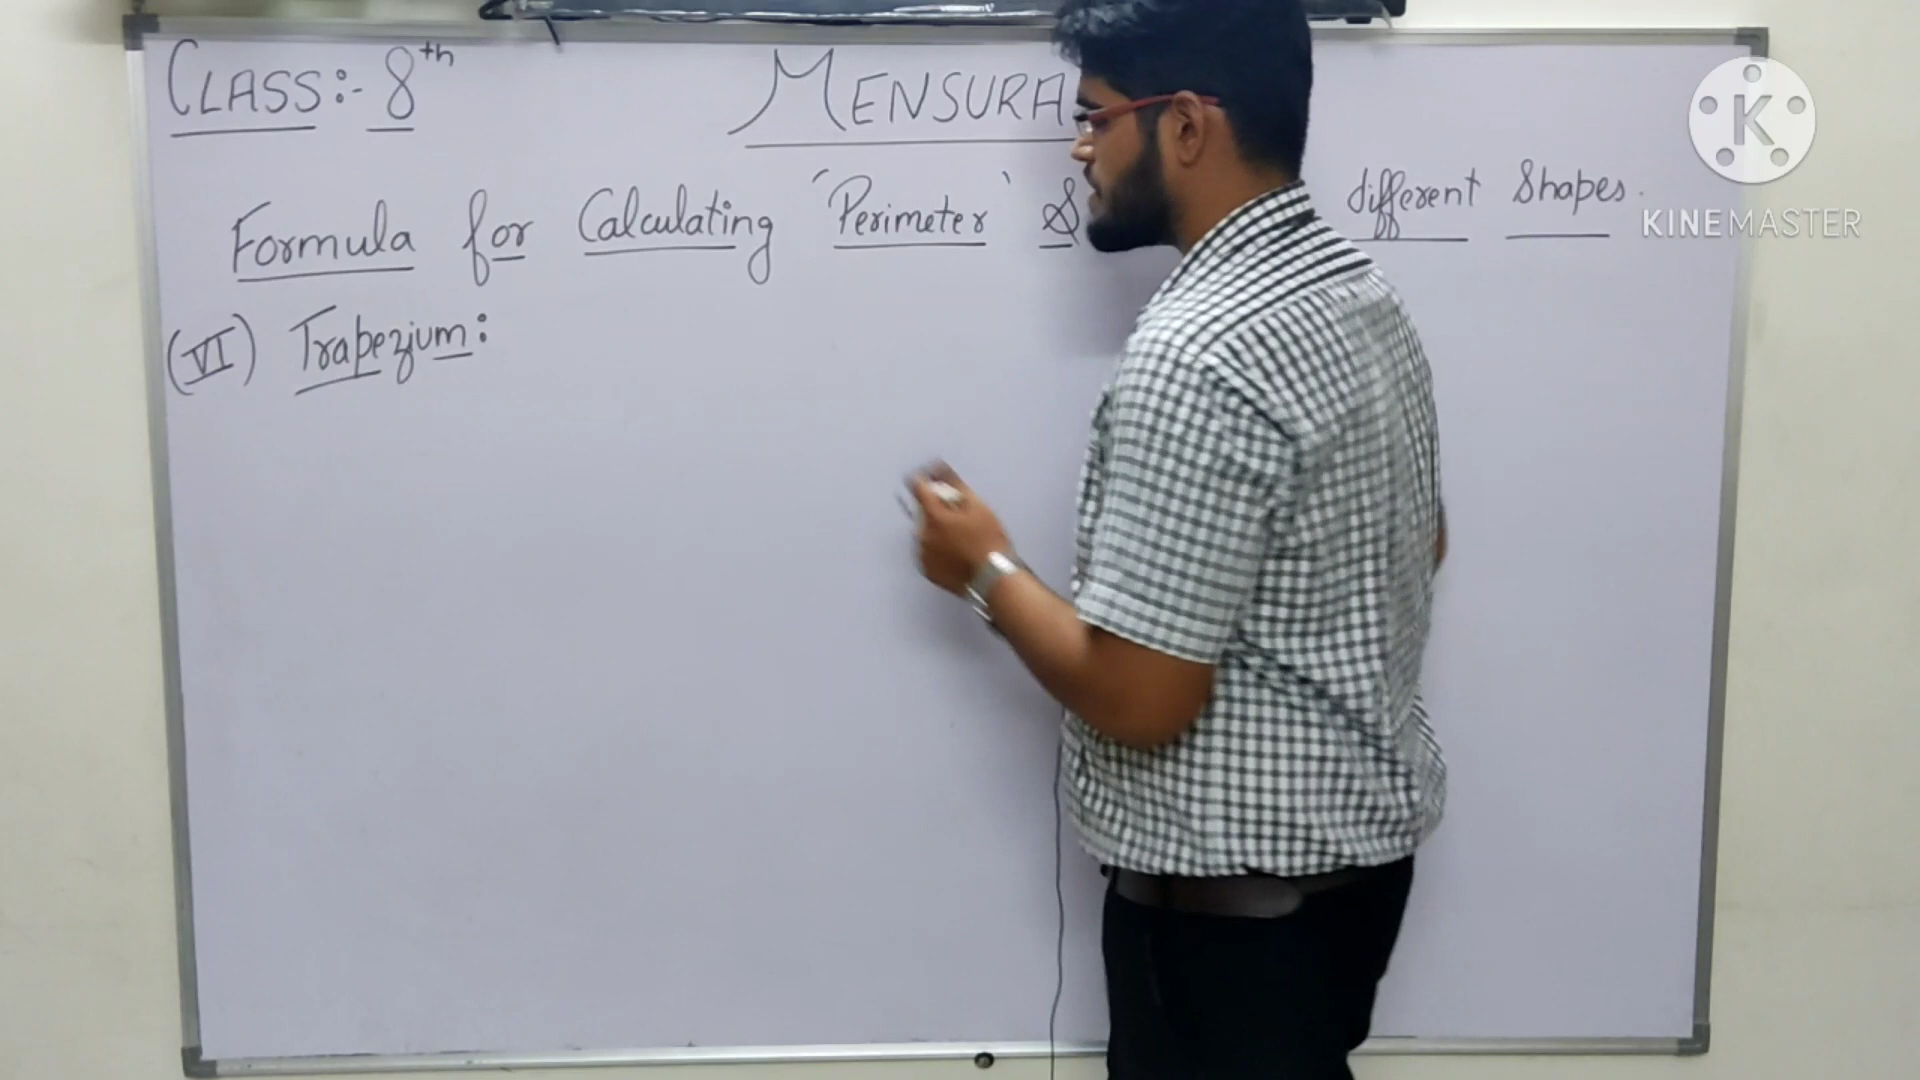 CLASS:- 8th
MENSURA
Formula for Calculating 'Perimeter' & different Shapes.
(VI) Trapezium:
K
KINEMASTER